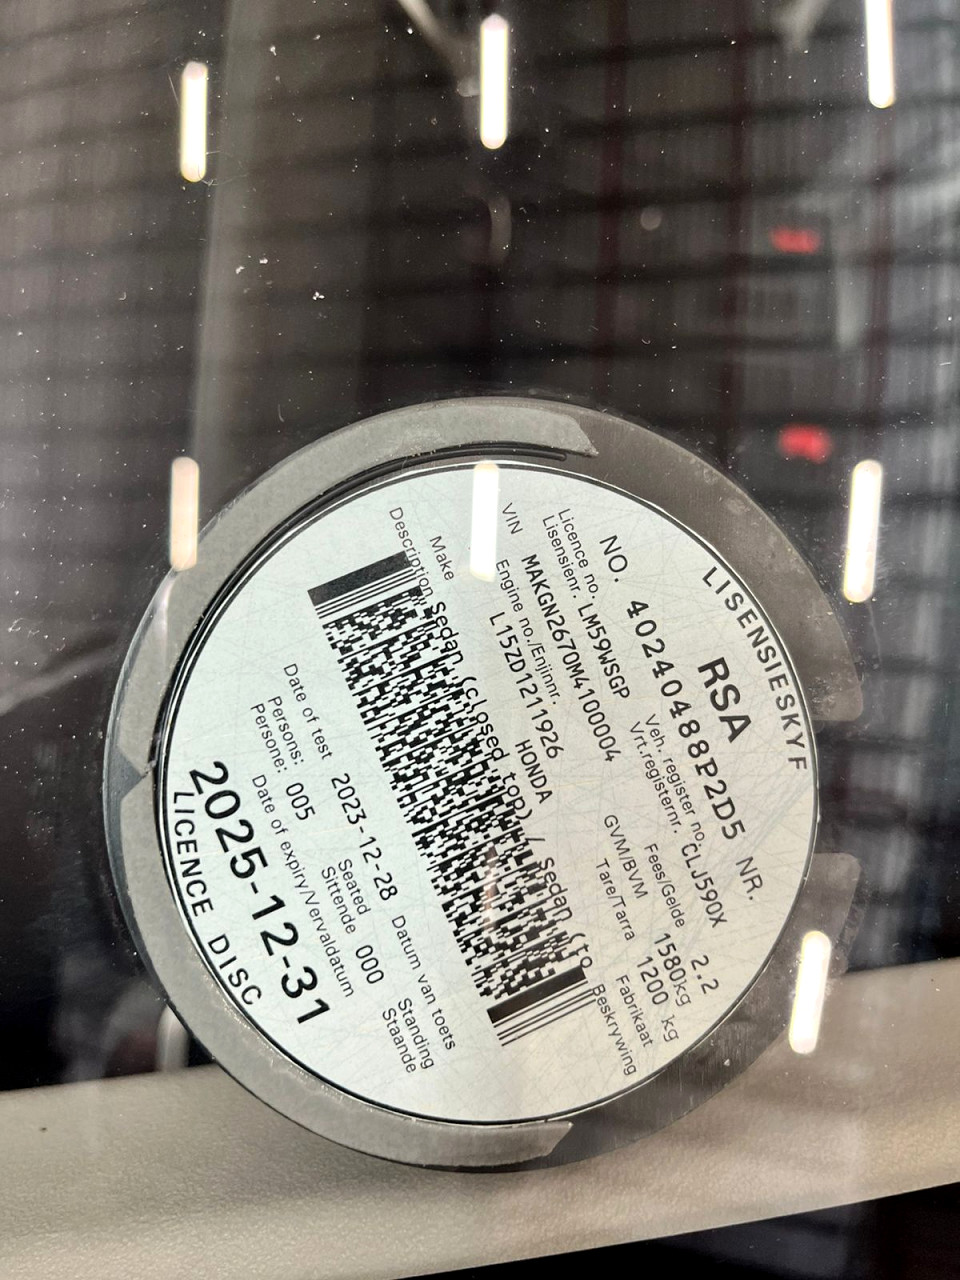 LISENSIESKYF
RSA
NO. 40240488P2D5 NR.
Licence no.
Lisensienr. LM59WSGP
Veh. register no.
Vrt.registernr. CLJ590X
VIN MAKGN2670M4100004
Fees/Gelde 2.2
GVM/BVM 1580kg
Engine no./Enjinnr. L15ZD1211926
Tare/Tarra 1200 kg
Make HONDA Fabrikaat
Description Sedan (closed top) / Sedan (to Beskrywing
Date of test 2023-12-28 Datum van toets
Persons:
Persone: 005
Seated
Sittende 000
Standing
Staande
Date of expiry/Vervaldatum
2025-12-31
LICENCE DISC